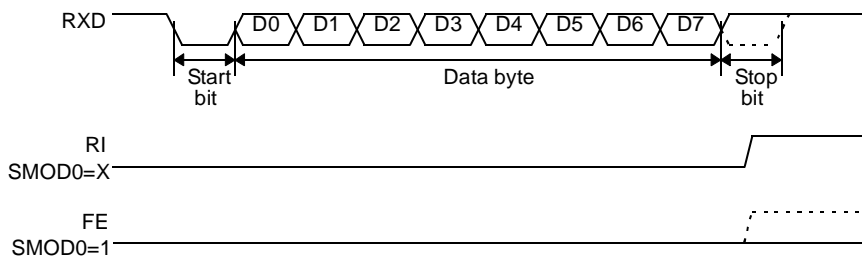 RXD
D0 D1 D2 D3 D4 D5 D6 D7
Start
bit
Data byte
Stop
bit
RI
SMOD0=X
FE
SMOD0=1